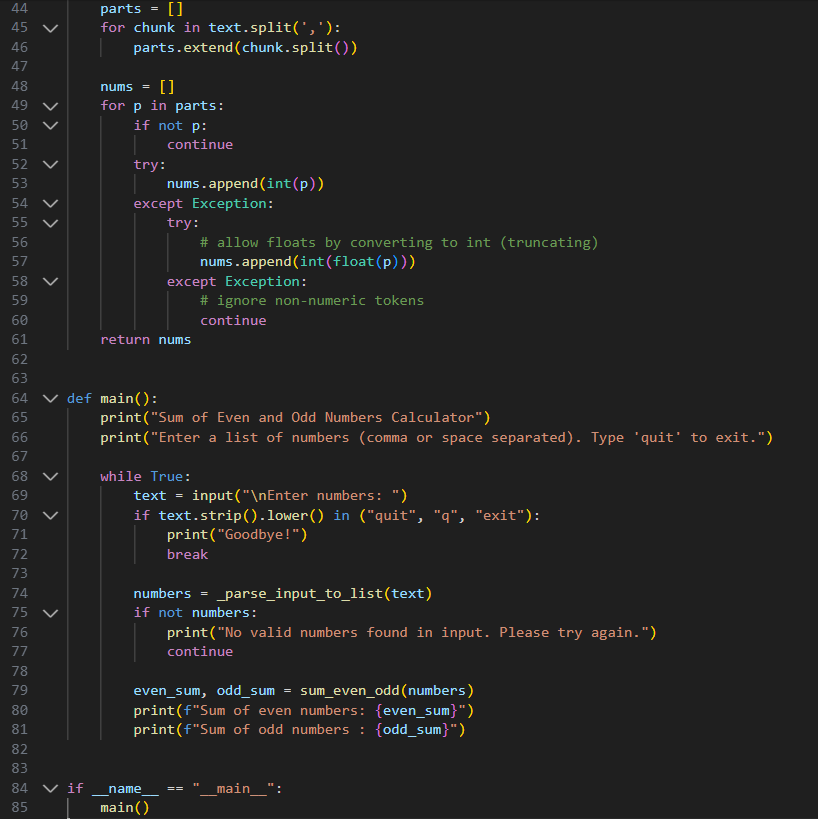 44 parts = []
45 for chunk in text.split(','):
46 parts.extend(chunk.split())
47
48 nums = []
49 for p in parts:
50 if not p:
51 continue
52 try:
53 nums.append(int(p))
54 except Exception:
55 try:
56 # allow floats by converting to int (truncating)
57 nums.append(int(float(p)))
58 except Exception:
59 # ignore non-numeric tokens
60 continue
61 return nums
62
63
64 def main():
65 print("Sum of Even and Odd Numbers Calculator")
66 print("Enter a list of numbers (comma or space separated). Type 'quit' to exit.")
67
68 while True:
69 text = input("\nEnter numbers: ")
70 if text.strip().lower() in ("quit", "q", "exit"):
71 print("Goodbye!")
72 break
73
74 numbers = _parse_input_to_list(text)
75 if not numbers:
76 print("No valid numbers found in input. Please try again.")
77 continue
78
79 even_sum, odd_sum = sum_even_odd(numbers)
80 print(f"Sum of even numbers: {even_sum}")
81 print(f"Sum of odd numbers : {odd_sum}")
82
83
84 if __name__ == "__main__":
85 main()